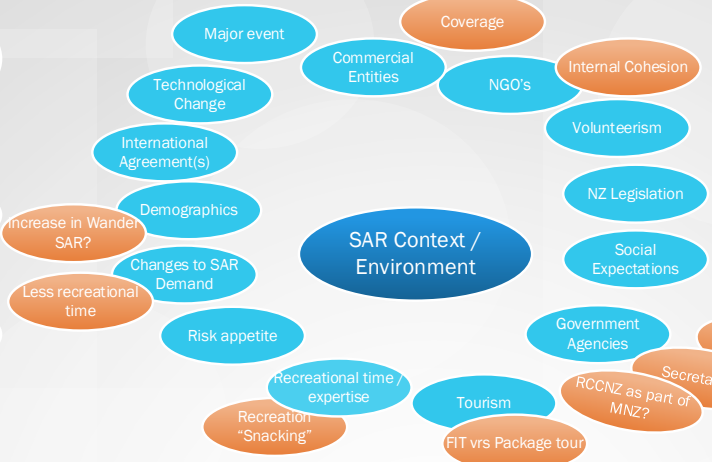 Coverage
Major event
Commercial
Entities
Internal Cohesion
Technological
Change
NGO's
Volunteerism
International
Agreement(s)
NZ Legislation
Demographics
Increase in Wander
SAR?
SAR Context /
Environment
Social
Expectations
Changes to SAR
Demand
Less recreational
time
Government
Agencies
Risk appetite
Recreational time /
expertise
RCCNZ as part of
MNZ?
Tourism
Recreation
"Snacking"
FIT vrs Package tour